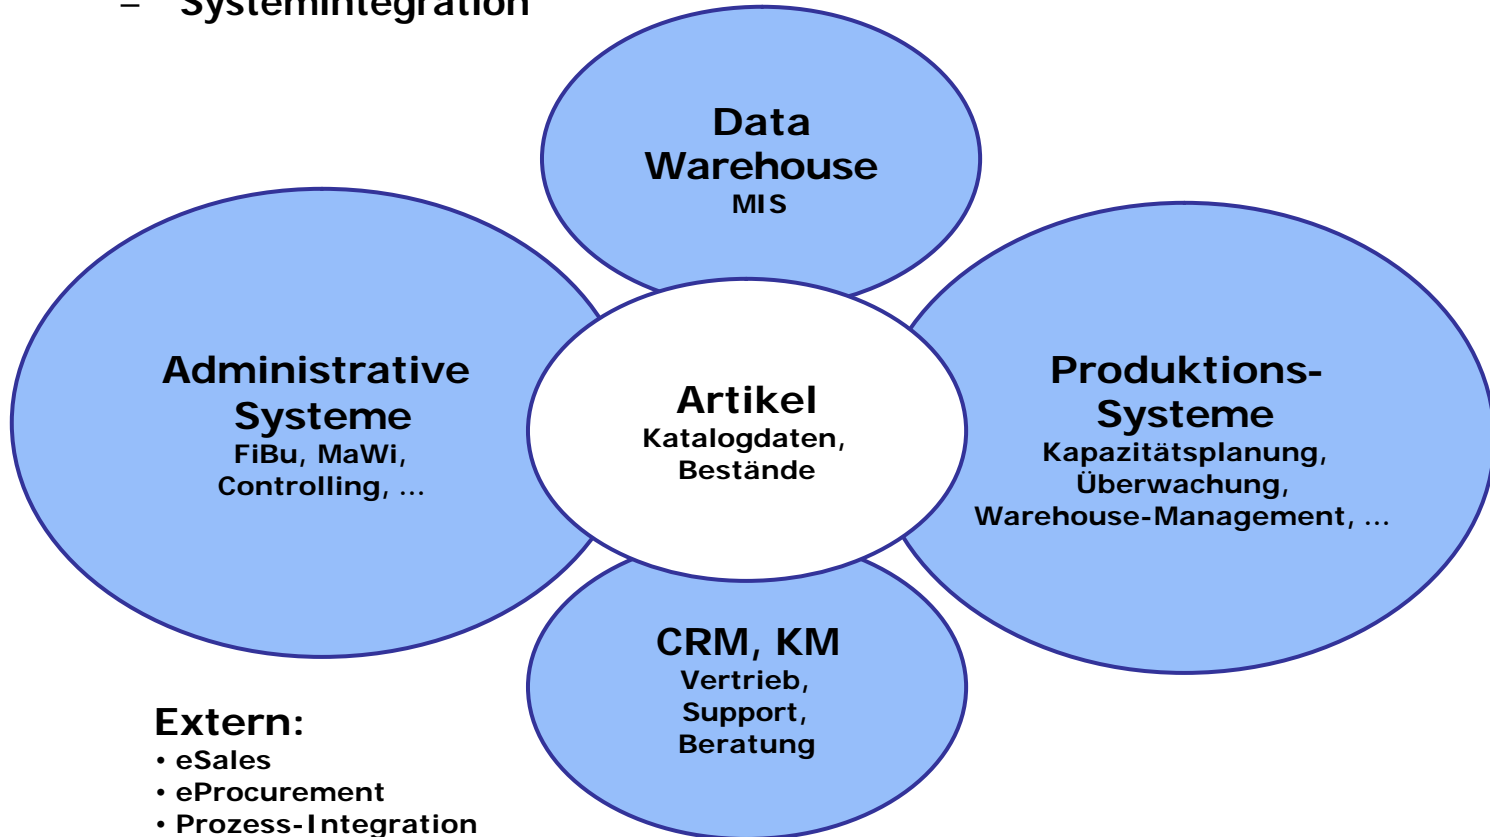 – Systemintegration
Data
Warehouse
MIS
Administrative
Systeme
FiBu, MaWi,
Controlling, ...
Artikel
Katalogdaten,
Bestände
Produktions-
Systeme
Kapazitätsplanung,
Überwachung,
Warehouse-Management, ...
CRM, KM
Vertrieb,
Support,
Beratung
Extern:
• eSales
• eProcurement
• Prozess-Integration